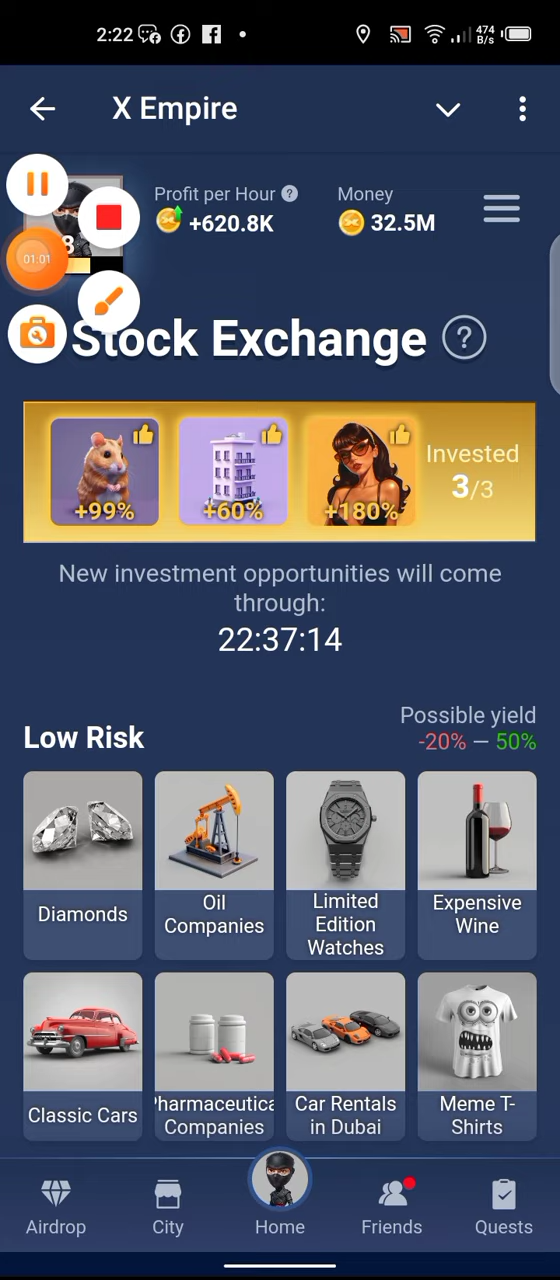 2:22
474
B/s
X Empire
Profit per Hour ?
Money
+620.8K
32.5M
8
01:01
Stock Exchange ?
+99%
+60%
+180%
Invested
3/3
New investment opportunities will come
through:
22:37:14
Low Risk
Possible yield
-20% — 50%
Diamonds
Oil
Companies
Limited
Edition
Watches
Expensive
Wine
Classic Cars
Pharmaceutica
Companies
Car Rentals
in Dubai
Meme T-
Shirts
Airdrop
City
Home
Friends
Quests